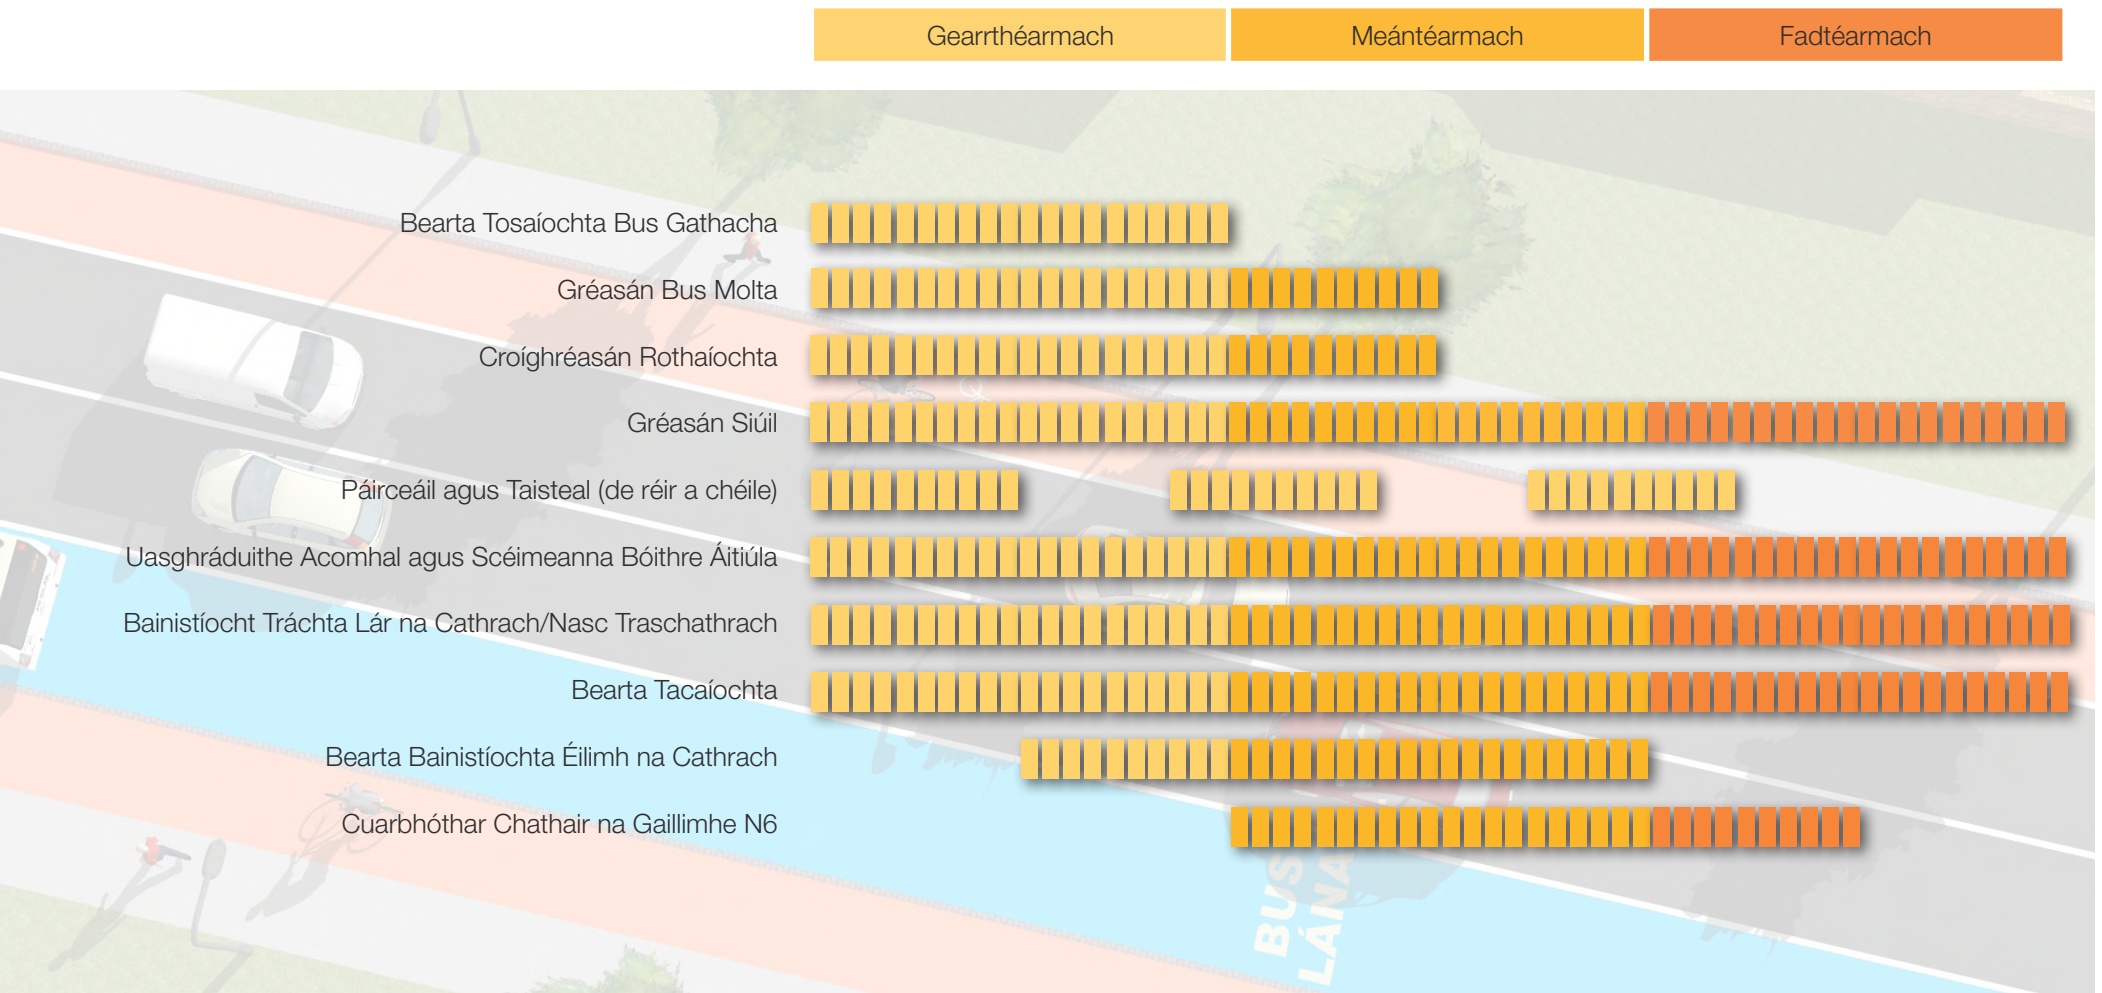 Gearrthéarmach Meántéarmach Fadtéarmach
Bearta Tosaíochta Bus Gathacha
Gréasán Bus Molta
Croíghréasán Rothaíochta
Gréasán Siúil
Páirceáil agus Taisteal (de réir a chéile)
Uasghráduithe Acomhal agus Scéimeanna Bóithre Áitiúla
Bainistíocht Tráchta Lár na Cathrach/Nasc Traschathrach
Bearta Tacaíochta
Bearta Bainistíochta Éilimh na Cathrach
Cuarbhóthar Chathair na Gaillimhe N6
BUS
LÁNA